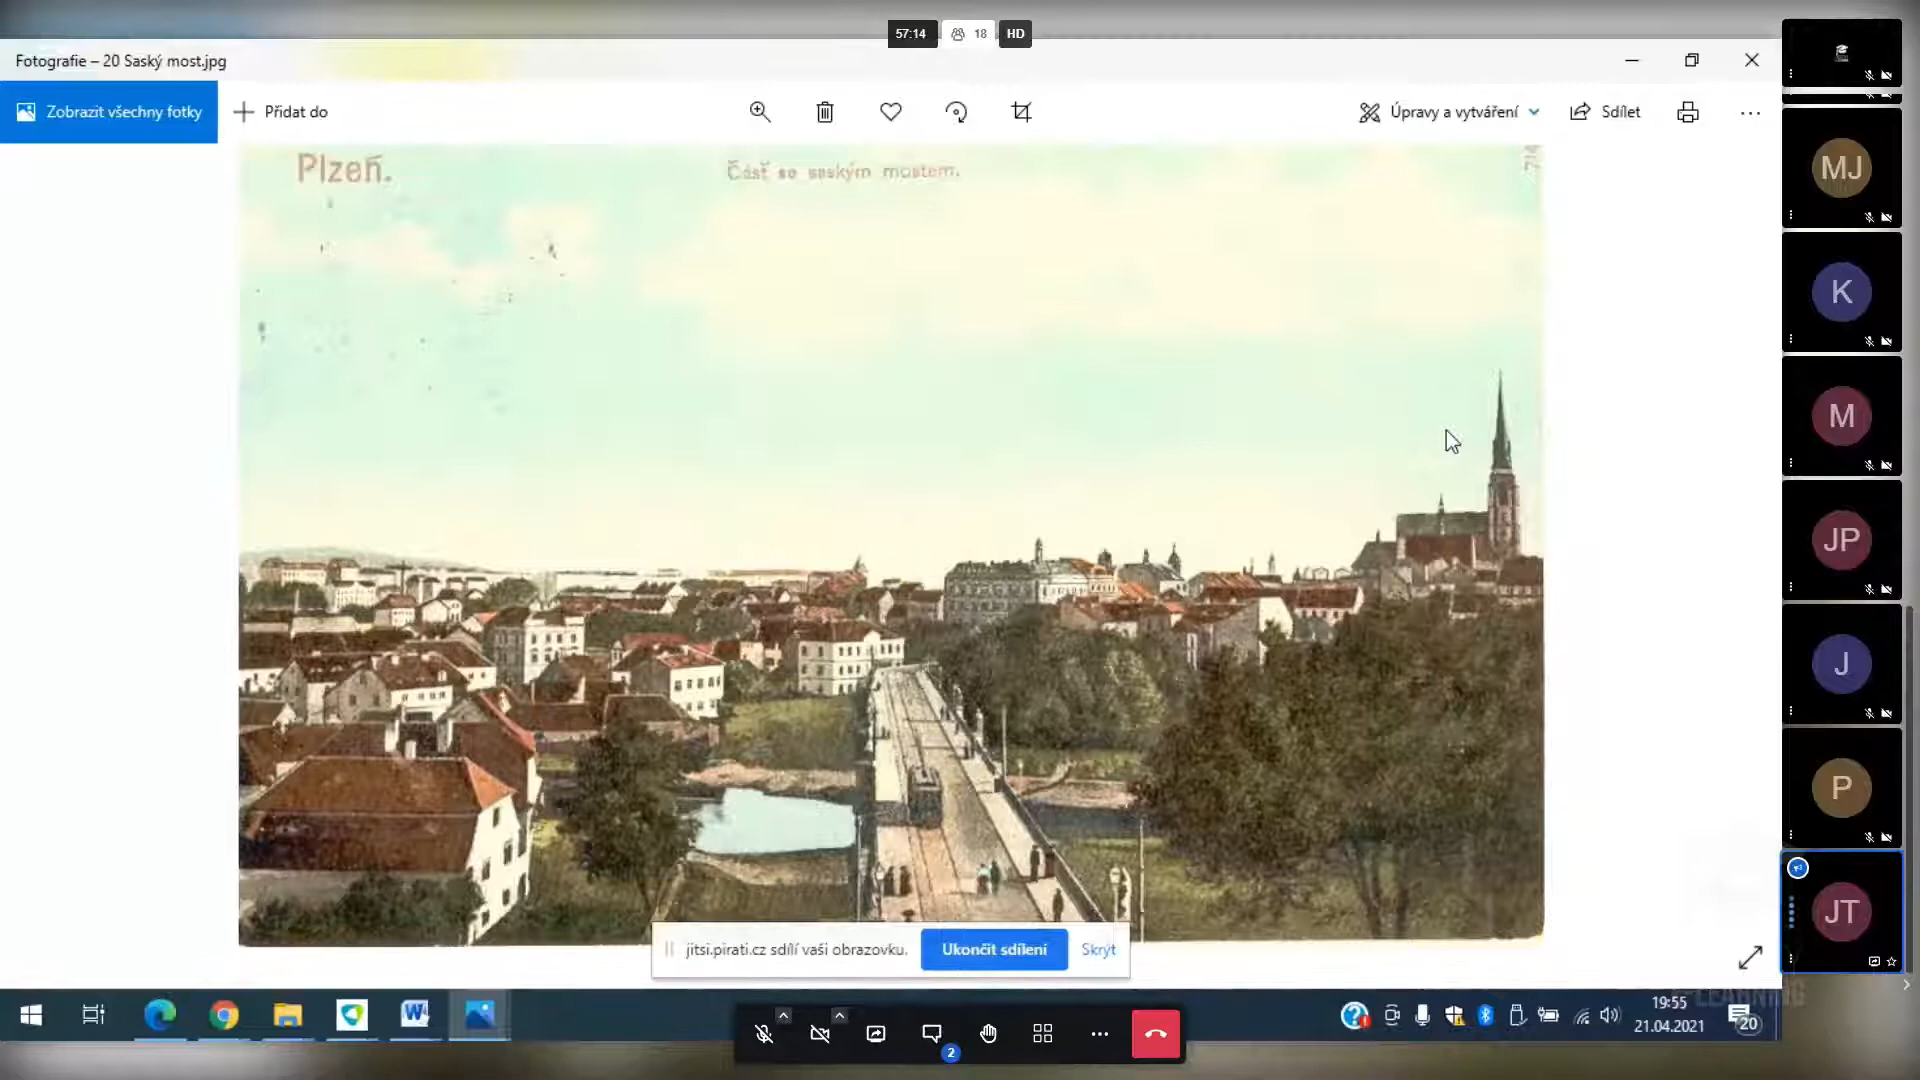 57:14
18
HD
Fotografie – 20 Saský most.jpg
Zobrazit všechny fotky
Přidat do
Úpravy a vytváření
Sdílet
Plzeň.
Část se saským mostem.
714
MJ
K
M
JP
J
P
JT
jitsi.pirati.cz sdílí vaši obrazovku.
Ukončit sdílení
Skrýt
E-LEARNING
19:55
21.04.2021
20
2